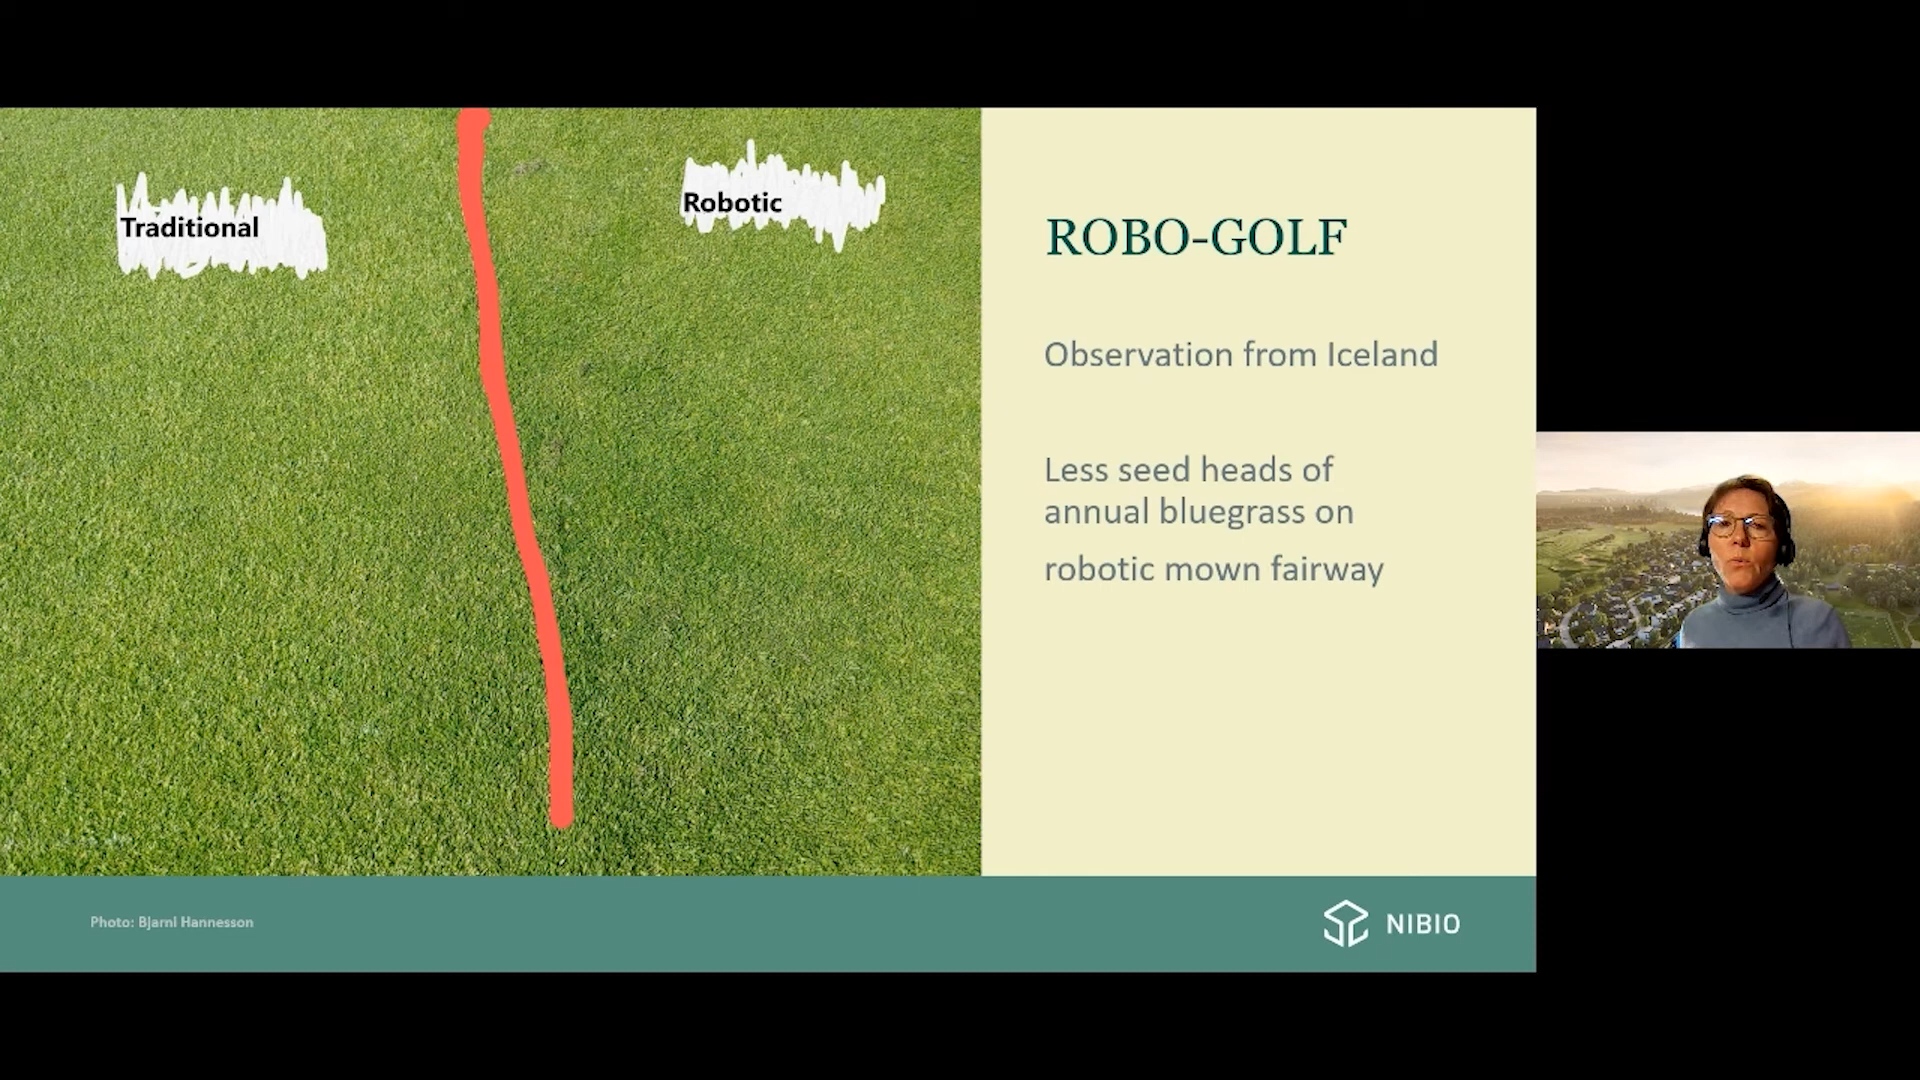 Traditional
Robotic
ROBO-GOLF
Observation from Iceland
Less seed heads of
annual bluegrass on
robotic mown fairway
Photo: Bjarni Hannesson
NIBIO